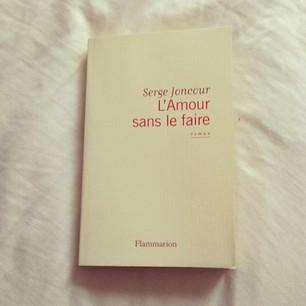 Serge Joncour
L'Amour
sans le faire
roman
Flammarion